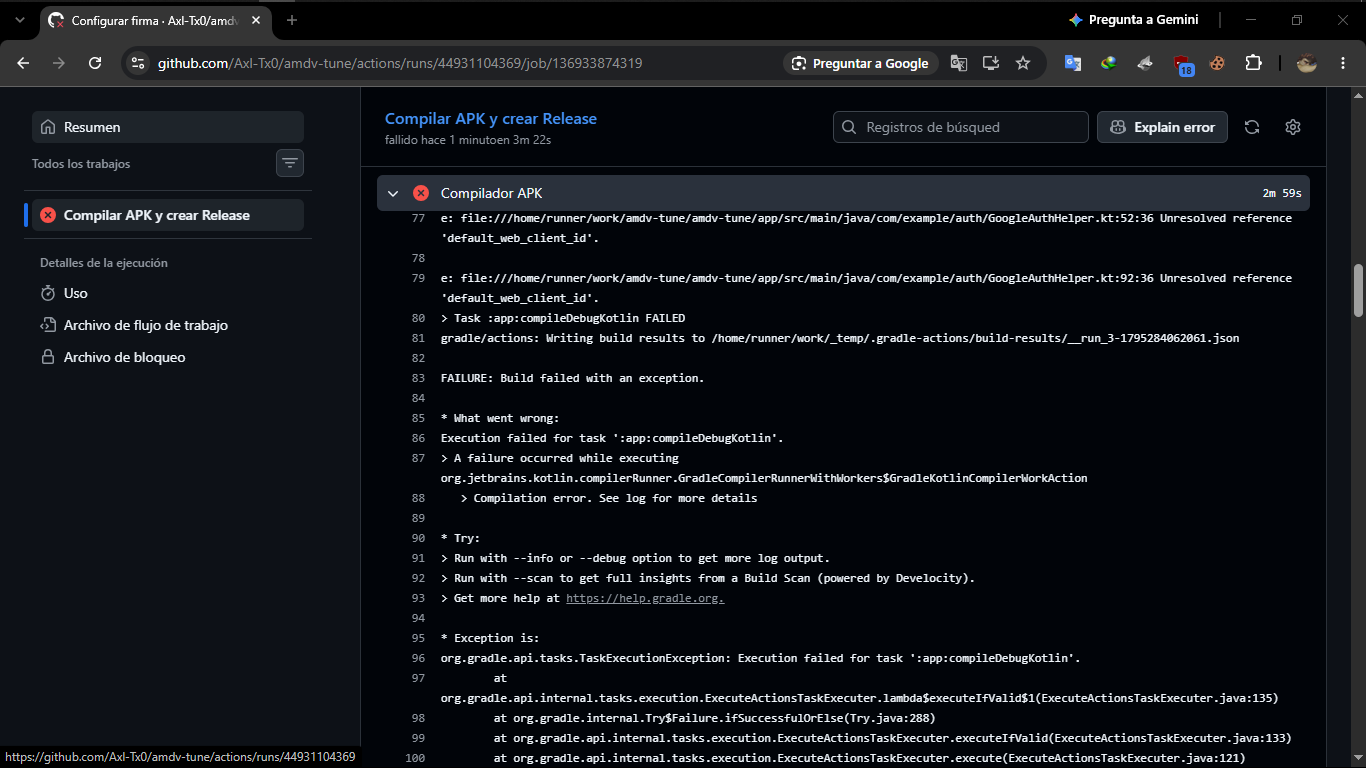 Configurar firma · Axl-Tx0/amdv
Pregunta a Gemini
github.com/Axl-Tx0/amdv-tune/actions/runs/44931104369/job/136933874319
Preguntar a Google
18
Resumen
Todos los trabajos
Compilar APK y crear Release
Detalles de la ejecución
Uso
Archivo de flujo de trabajo
Archivo de bloqueo
Compilar APK y crear Release
fallido hace 1 minutoen 3m 22s
Registros de búsqued
Explain error
Compilador APK
2m 59s
77 e: file:///home/runner/work/amdv-tune/amdv-tune/app/src/main/java/com/example/auth/GoogleAuthHelper.kt:52:36 Unresolved reference
'default_web_client_id'.
78
79 e: file:///home/runner/work/amdv-tune/amdv-tune/app/src/main/java/com/example/auth/GoogleAuthHelper.kt:92:36 Unresolved reference
'default_web_client_id'.
80 > Task :app:compileDebugKotlin FAILED
81 gradle/actions: Writing build results to /home/runner/work/_temp/.gradle-actions/build-results/__run_3-1795284062061.json
82
83 FAILURE: Build failed with an exception.
84
85 * What went wrong:
86 Execution failed for task ':app:compileDebugKotlin'.
87 > A failure occurred while executing
org.jetbrains.kotlin.compilerRunner.GradleCompilerRunnerWithWorkers$GradleKotlinCompilerWorkAction
88 > Compilation error. See log for more details
89
90 * Try:
91 > Run with --info or --debug option to get more log output.
92 > Run with --scan to get full insights from a Build Scan (powered by Develocity).
93 > Get more help at https://help.gradle.org.
94
95 * Exception is:
96 org.gradle.api.tasks.TaskExecutionException: Execution failed for task ':app:compileDebugKotlin'.
97 at
org.gradle.api.internal.tasks.execution.ExecuteActionsTaskExecuter.lambda$executeIfValid$1(ExecuteActionsTaskExecuter.java:135)
98 at org.gradle.internal.Try$Failure.ifSuccessfulOrElse(Try.java:288)
99 at org.gradle.api.internal.tasks.execution.ExecuteActionsTaskExecuter.executeIfValid(ExecuteActionsTaskExecuter.java:133)
100 at org.gradle.api.internal.tasks.execution.ExecuteActionsTaskExecuter.execute(ExecuteActionsTaskExecuter.java:121)
https://github.com/Axl-Tx0/amdv-tune/actions/runs/44931104369